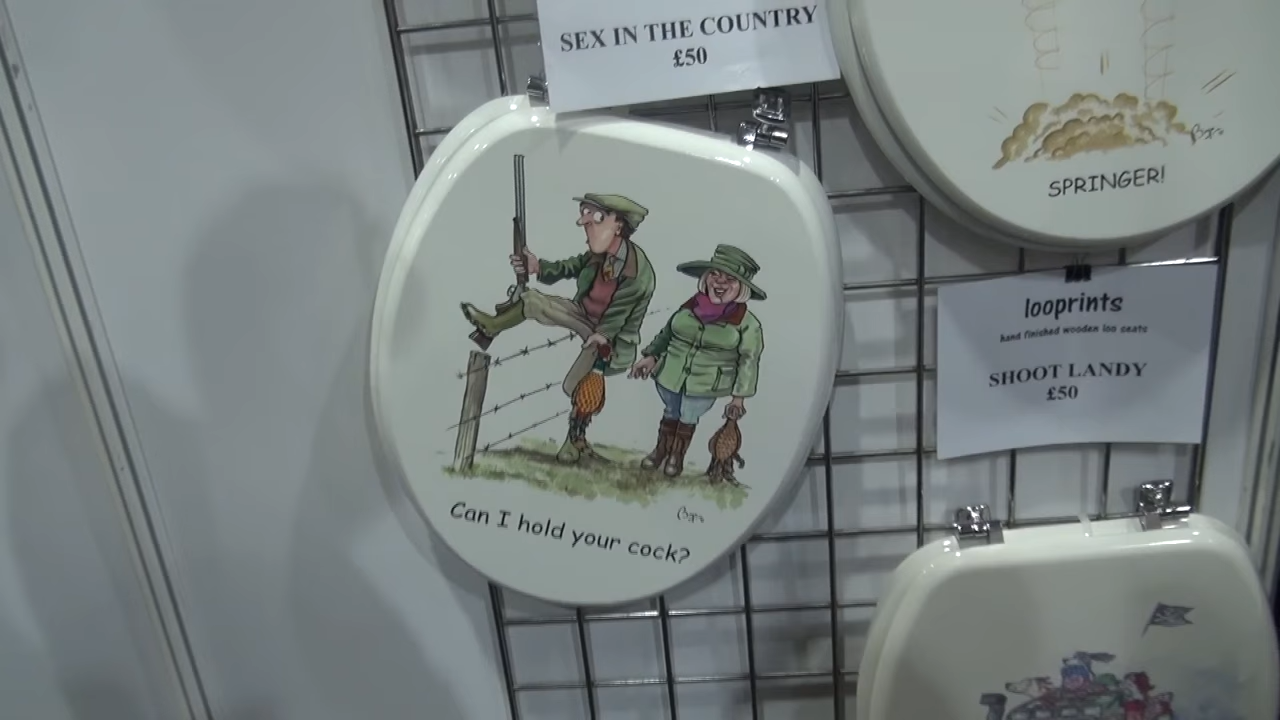 SEX IN THE COUNTRY
£50
SPRINGER!
looprints
hand finished wooden loo seats
SHOOT LANDY
£50
Can I hold your cock?